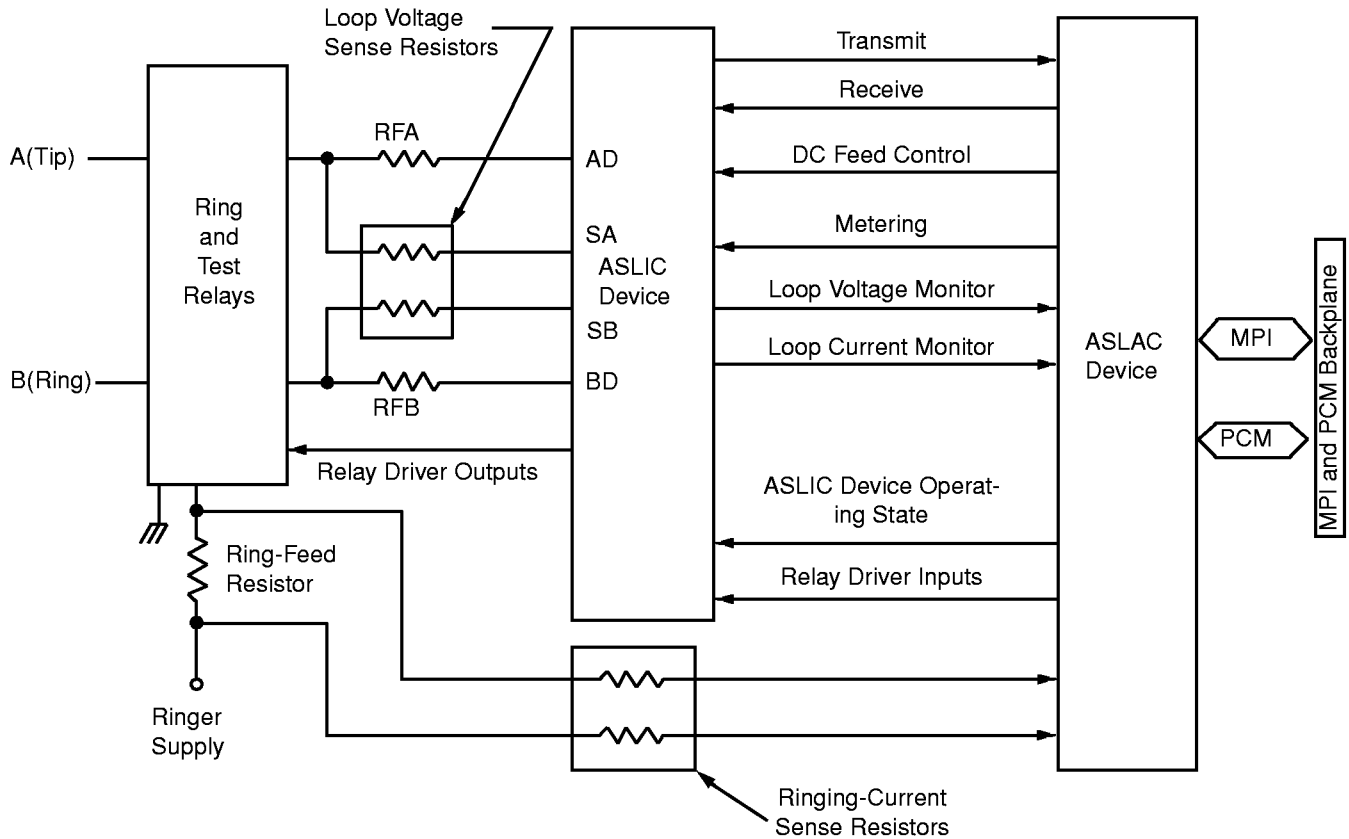 Loop Voltage
Sense Resistors
Transmit
Receive
RFA
A(Tip)
AD
DC Feed Control
Ring
and
Test
Relays
SA
ASLIC
Device
SB
Metering
Loop Voltage Monitor
Loop Current Monitor
ASLAC
Device
MPI
PCM
MPI and PCM Backplane
B(Ring)
BD
RFB
Relay Driver Outputs
ASLIC Device Operat-
ing State
Relay Driver Inputs
Ring-Feed
Resistor
Ringer
Supply
Ringing-Current
Sense Resistors